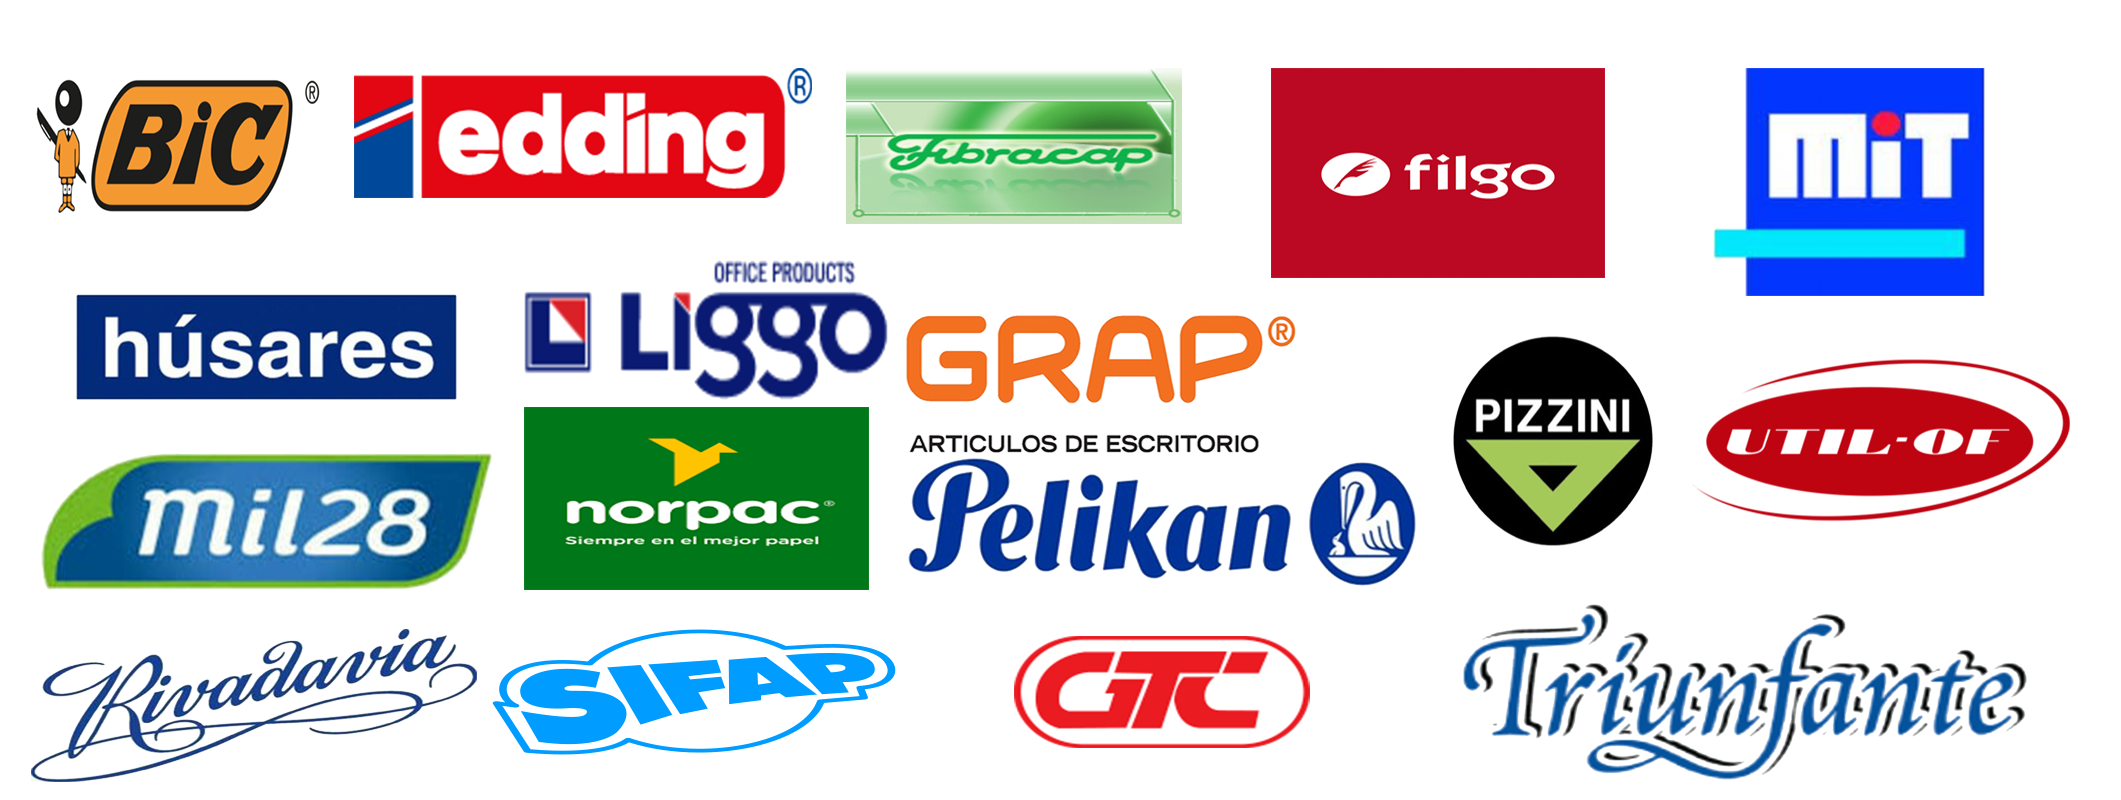 BiC ®
edding ®
Fibracap
filgo
MiT
húsares
OFFICE PRODUCTS
Liggo
GRAP ®
ARTICULOS DE ESCRITORIO
PIZZINI
UTIL-OF
mil28
norpac ®
Siempre en el mejor papel
Pelikan
Rivadavia
SIFAP
GTC
Triunfante